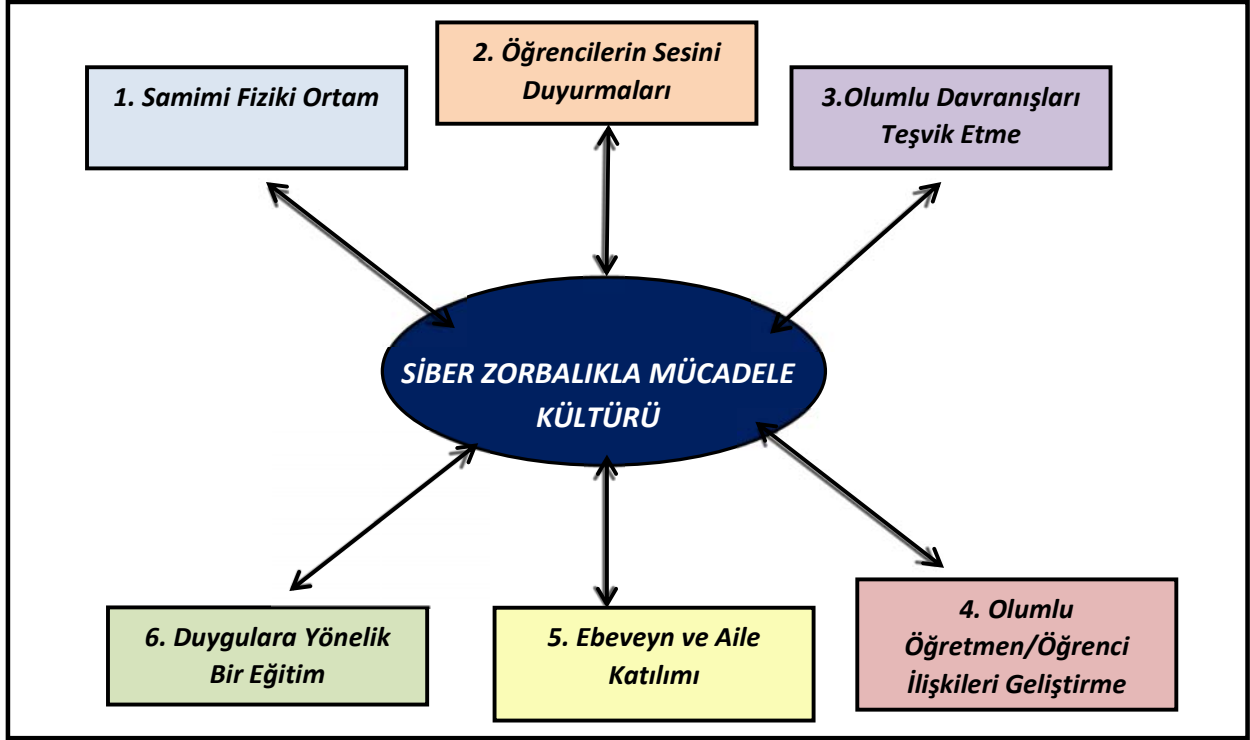 1. Samimi Fiziki Ortam
2. Öğrencilerin Sesini
Duyurmaları
3.Olumlu Davranışları
Teşvik Etme
SİBER ZORBALIKLA MÜCADELE
KÜLTÜRÜ
4. Olumlu
Öğretmen/Öğrenci
İlişkileri Geliştirme
5. Ebeveyn ve Aile
Katılımı
6. Duygulara Yönelik
Bir Eğitim